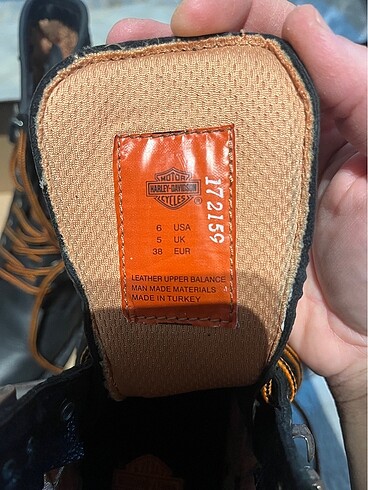 MOTOR
HARLEY-DAVIDSON
CYCLES
®
172159
6 USA
5 UK
38 EUR
LEATHER UPPER BALANCE
MAN MADE MATERIALS
MADE IN TURKEY